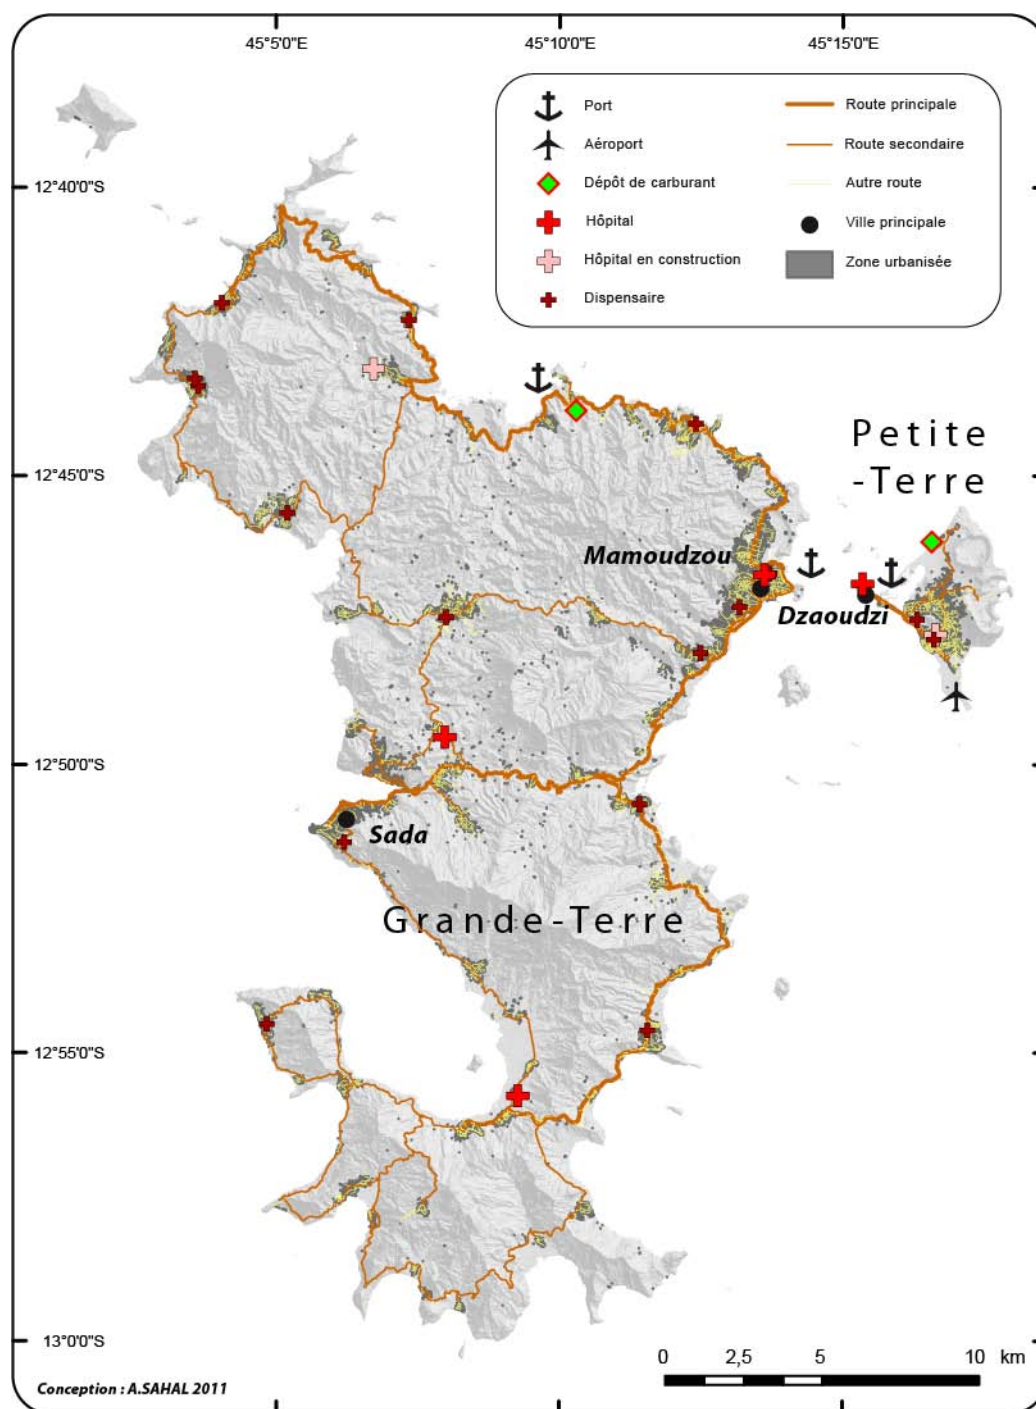 45°5'0"E
45°10'0"E
45°15'0"E
Port
Aéroport
Dépôt de carburant
Hôpital
Hôpital en construction
Dispensaire
Route principale
Route secondaire
Autre route
Ville principale
Zone urbanisée
12°40'0"S
12°45'0"S
12°50'0"S
12°55'0"S
13°0'0"S
Petite
-Terre
Mamoudzou
Dzaoudzi
Sada
Grande-Terre
0 2,5 5 10 km
Conception : A.SAHAL 2011